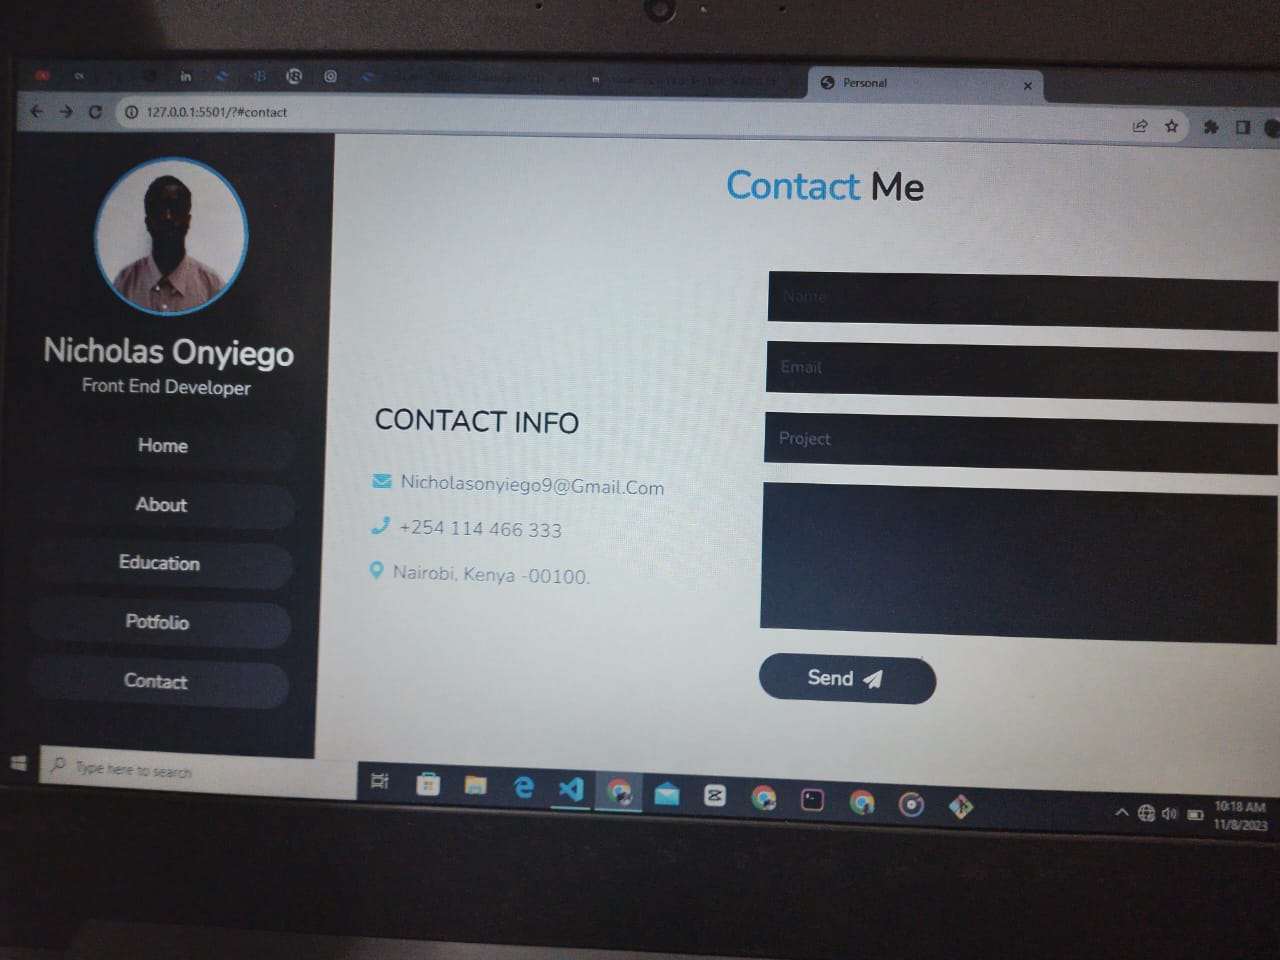 Personal
127.0.0.1:5501/?#contact
Nicholas Onyiego
Front End Developer
Home
About
Education
Potfolio
Contact
Contact Me
CONTACT INFO
Nicholasonyiego9@Gmail.Com
+254 114 466 333
Nairobi, Kenya -00100.
Name
Email
Project
Send
Type here to search
10:18 AM
11/8/2023